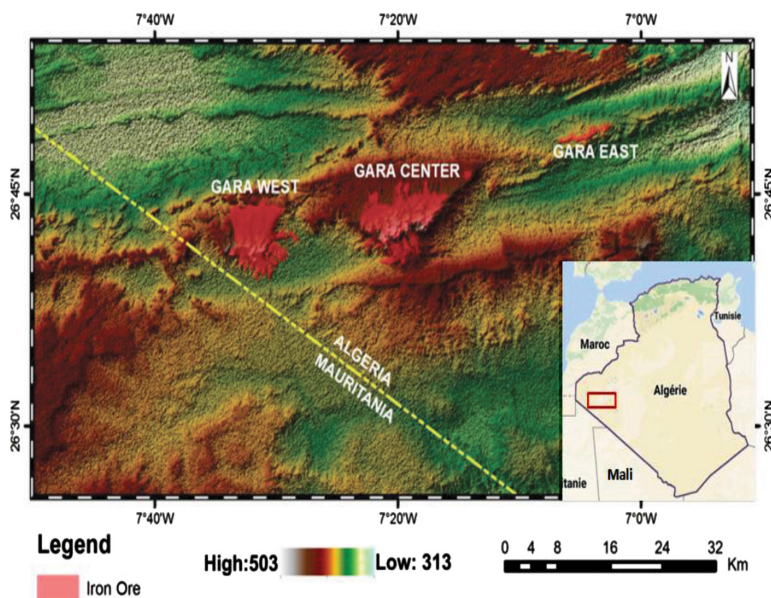 7°40'W 7°20'W 7°0'W
N
GARA EAST
26°45'N
26°45'N
GARA CENTER
GARA WEST
ALGERIA
MAURITANIA
26°30'N
26°30'N
Tunisie
Maroc
Algérie
Mali
itanie
7°40'W 7°20'W 7°0'W
Legend
Iron Ore
High:503 Low: 313
0 4 8 16 24 32
Km